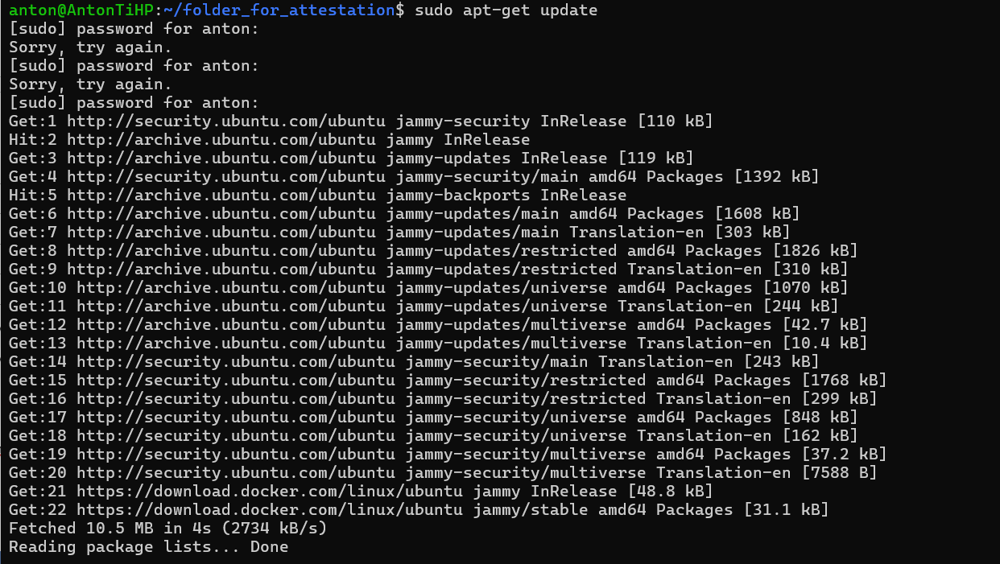 anton@AntonTiHP:~/folder_for_attestation$ sudo apt-get update
[sudo] password for anton:
Sorry, try again.
[sudo] password for anton:
Sorry, try again.
[sudo] password for anton:
Get:1 http://security.ubuntu.com/ubuntu jammy-security InRelease [110 kB]
Hit:2 http://archive.ubuntu.com/ubuntu jammy InRelease
Get:3 http://archive.ubuntu.com/ubuntu jammy-updates InRelease [119 kB]
Get:4 http://security.ubuntu.com/ubuntu jammy-security/main amd64 Packages [1392 kB]
Hit:5 http://archive.ubuntu.com/ubuntu jammy-backports InRelease
Get:6 http://archive.ubuntu.com/ubuntu jammy-updates/main amd64 Packages [1608 kB]
Get:7 http://archive.ubuntu.com/ubuntu jammy-updates/main Translation-en [303 kB]
Get:8 http://archive.ubuntu.com/ubuntu jammy-updates/restricted amd64 Packages [1826 kB]
Get:9 http://archive.ubuntu.com/ubuntu jammy-updates/restricted Translation-en [310 kB]
Get:10 http://archive.ubuntu.com/ubuntu jammy-updates/universe amd64 Packages [1070 kB]
Get:11 http://archive.ubuntu.com/ubuntu jammy-updates/universe Translation-en [244 kB]
Get:12 http://archive.ubuntu.com/ubuntu jammy-updates/multiverse amd64 Packages [42.7 kB]
Get:13 http://archive.ubuntu.com/ubuntu jammy-updates/multiverse Translation-en [10.4 kB]
Get:14 http://security.ubuntu.com/ubuntu jammy-security/main Translation-en [243 kB]
Get:15 http://security.ubuntu.com/ubuntu jammy-security/restricted amd64 Packages [1768 kB]
Get:16 http://security.ubuntu.com/ubuntu jammy-security/restricted Translation-en [299 kB]
Get:17 http://security.ubuntu.com/ubuntu jammy-security/universe amd64 Packages [848 kB]
Get:18 http://security.ubuntu.com/ubuntu jammy-security/universe Translation-en [162 kB]
Get:19 http://security.ubuntu.com/ubuntu jammy-security/multiverse amd64 Packages [37.2 kB]
Get:20 http://security.ubuntu.com/ubuntu jammy-security/multiverse Translation-en [7588 B]
Get:21 https://download.docker.com/linux/ubuntu jammy InRelease [48.8 kB]
Get:22 https://download.docker.com/linux/ubuntu jammy/stable amd64 Packages [31.1 kB]
Fetched 10.5 MB in 4s (2734 kB/s)
Reading package lists... Done